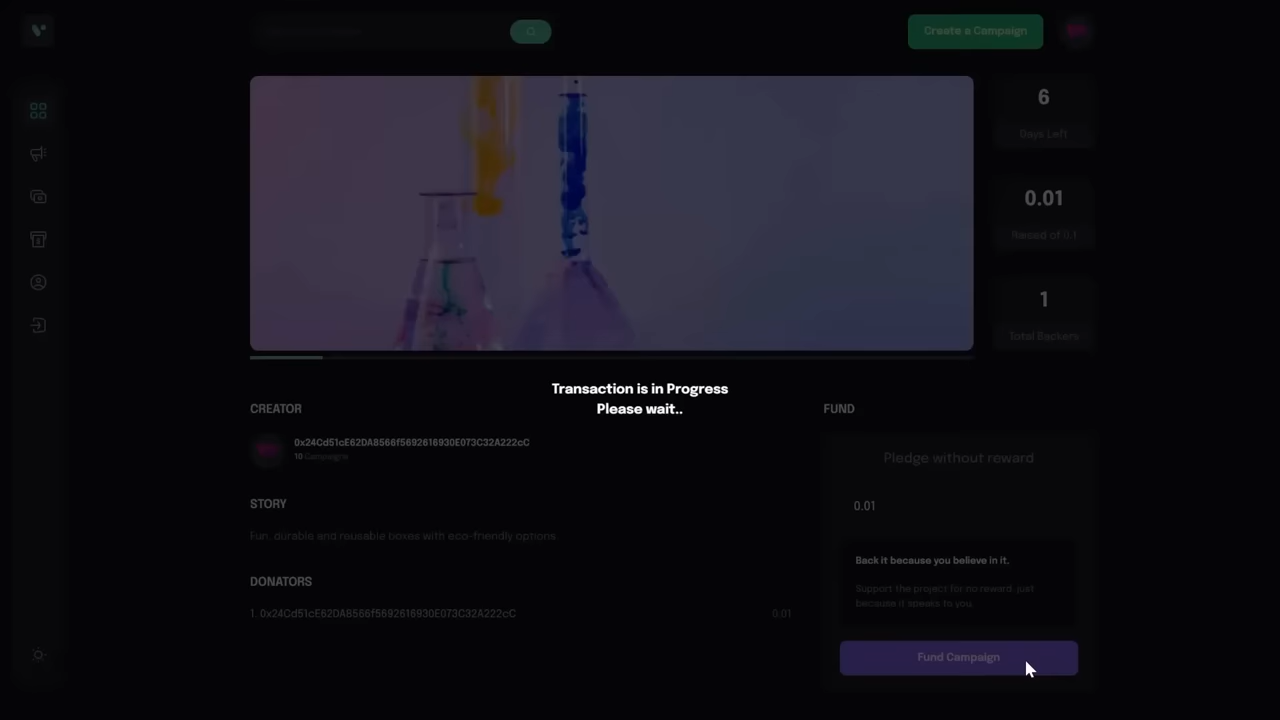 Create a Campaign
6
Days Left
0.01
Raised of 0.1
1
Total Backers
Transaction is in Progress
Please wait..
CREATOR
0x24Cd51cE62DA8566f5692616930E073C32A222cC
10 Campaigns
STORY
Fun, durable and reusable boxes with eco-friendly options.
DONATORS
1. 0x24Cd51cE62DA8566f5692616930E073C32A222cC
0.01
FUND
Pledge without reward
0.01
Back it because you believe in it.
Support the project for no reward, just
because it speaks to you.
Fund Campaign